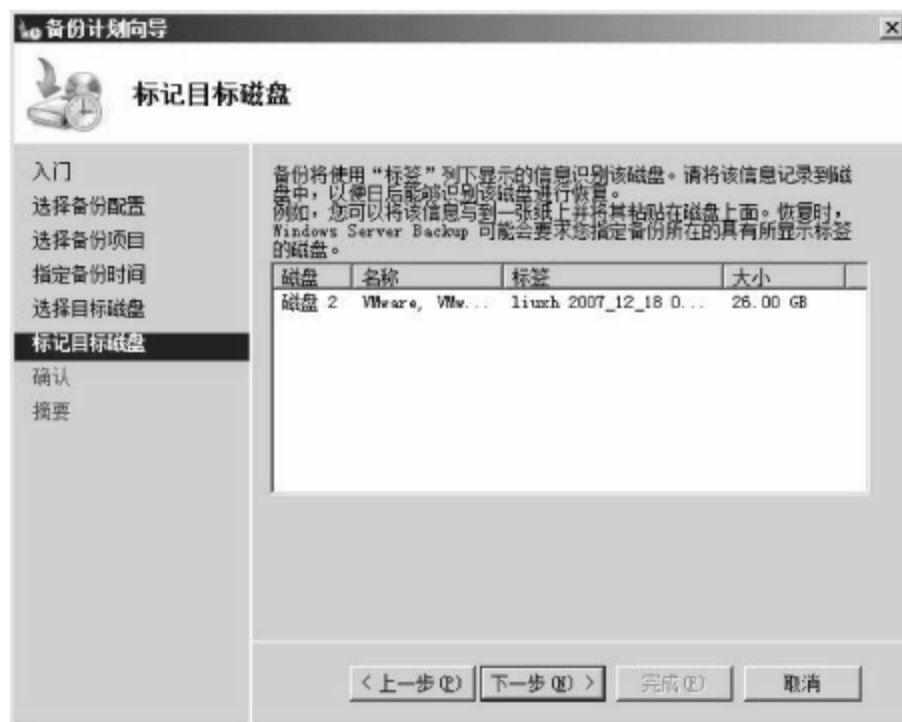 备份计划向导
标记目标磁盘
入门
选择备份配置
选择备份项目
指定备份时间
选择目标磁盘
标记目标磁盘
确认
摘要
备份将使用“标签”列下显示的信息识别该磁盘。请将该信息记录到磁
盘中，以便日后能够识别该磁盘进行恢复。
例如，您可以将该信息写到一张纸上并将其粘贴在磁盘上面。恢复时，
Windows Server Backup 可能会要求您指定备份所在的具有所显示标签
的磁盘。
磁盘 名称 标签 大小
磁盘 2 VMware, VMw... liuxh 2007_12_18 0... 26.00 GB
< 上一步(P) 下一步(N) > 完成(F) 取消